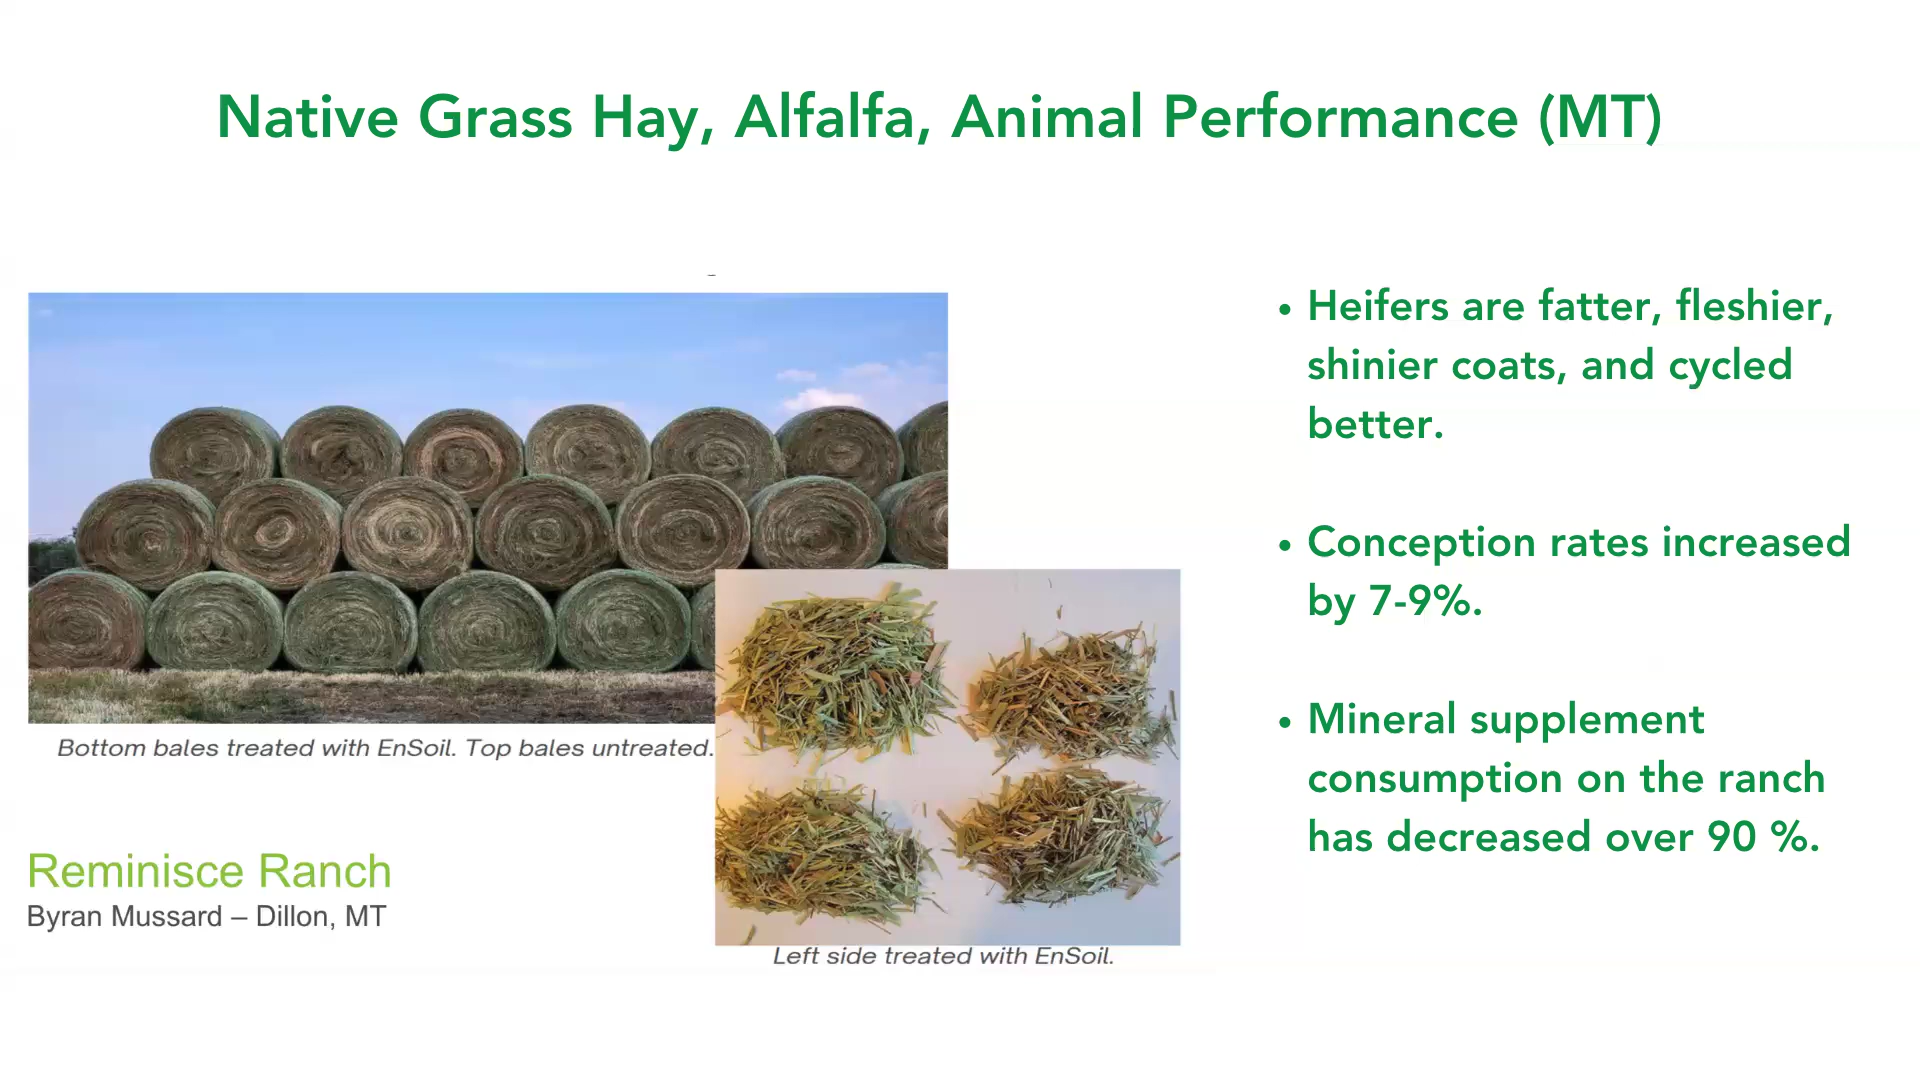 Native Grass Hay, Alfalfa, Animal Performance (MT)
• Heifers are fatter, fleshier,
shinier coats, and cycled
better.
• Conception rates increased
by 7-9%.
• Mineral supplement
consumption on the ranch
has decreased over 90 %.
Bottom bales treated with EnSoil. Top bales untreated.
Reminisce Ranch
Byran Mussard – Dillon, MT
Left side treated with EnSoil.